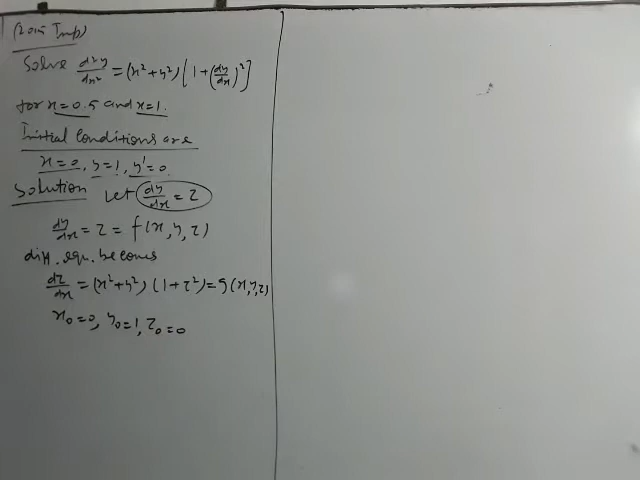 (2015 Imp)
Solve d²y/dx² = (x²+y²) [1+(dy/dx)²]
for x=0.5 and x=1.
Initial Conditions are
x=0, y=1, y'=0
Solution Let dy/dx = z
dy/dx = z = f(x, y, z)
diff. equ. becomes
dz/dx = (x²+y²) (1+z²) = g(x,y,z)
x₀=0, y₀=1, z₀=0